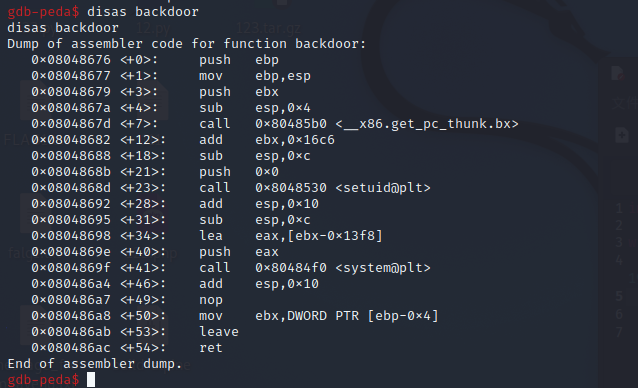 gdb-peda$ disas backdoor
disas backdoor
Dump of assembler code for function backdoor:
0×08048676 <+0>: push ebp
0×08048677 <+1>: mov ebp,esp
0×08048679 <+3>: push ebx
0×0804867a <+4>: sub esp,0×4
0×0804867d <+7>: call 0×80485b0 <__x86.get_pc_thunk.bx>
0×08048682 <+12>: add ebx,0×16c6
0×08048688 <+18>: sub esp,0×c
0×0804868b <+21>: push 0×0
0×0804868d <+23>: call 0×8048530 <setuid@plt>
0×08048692 <+28>: add esp,0×10
0×08048695 <+31>: sub esp,0×c
0×08048698 <+34>: lea eax,[ebx-0×13f8]
0×0804869e <+40>: push eax
0×0804869f <+41>: call 0×80484f0 <system@plt>
0×080486a4 <+46>: add esp,0×10
0×080486a7 <+49>: nop
0×080486a8 <+50>: mov ebx,DWORD PTR [ebp-0×4]
0×080486ab <+53>: leave
0×080486ac <+54>: ret
End of assembler dump.
gdb-peda$